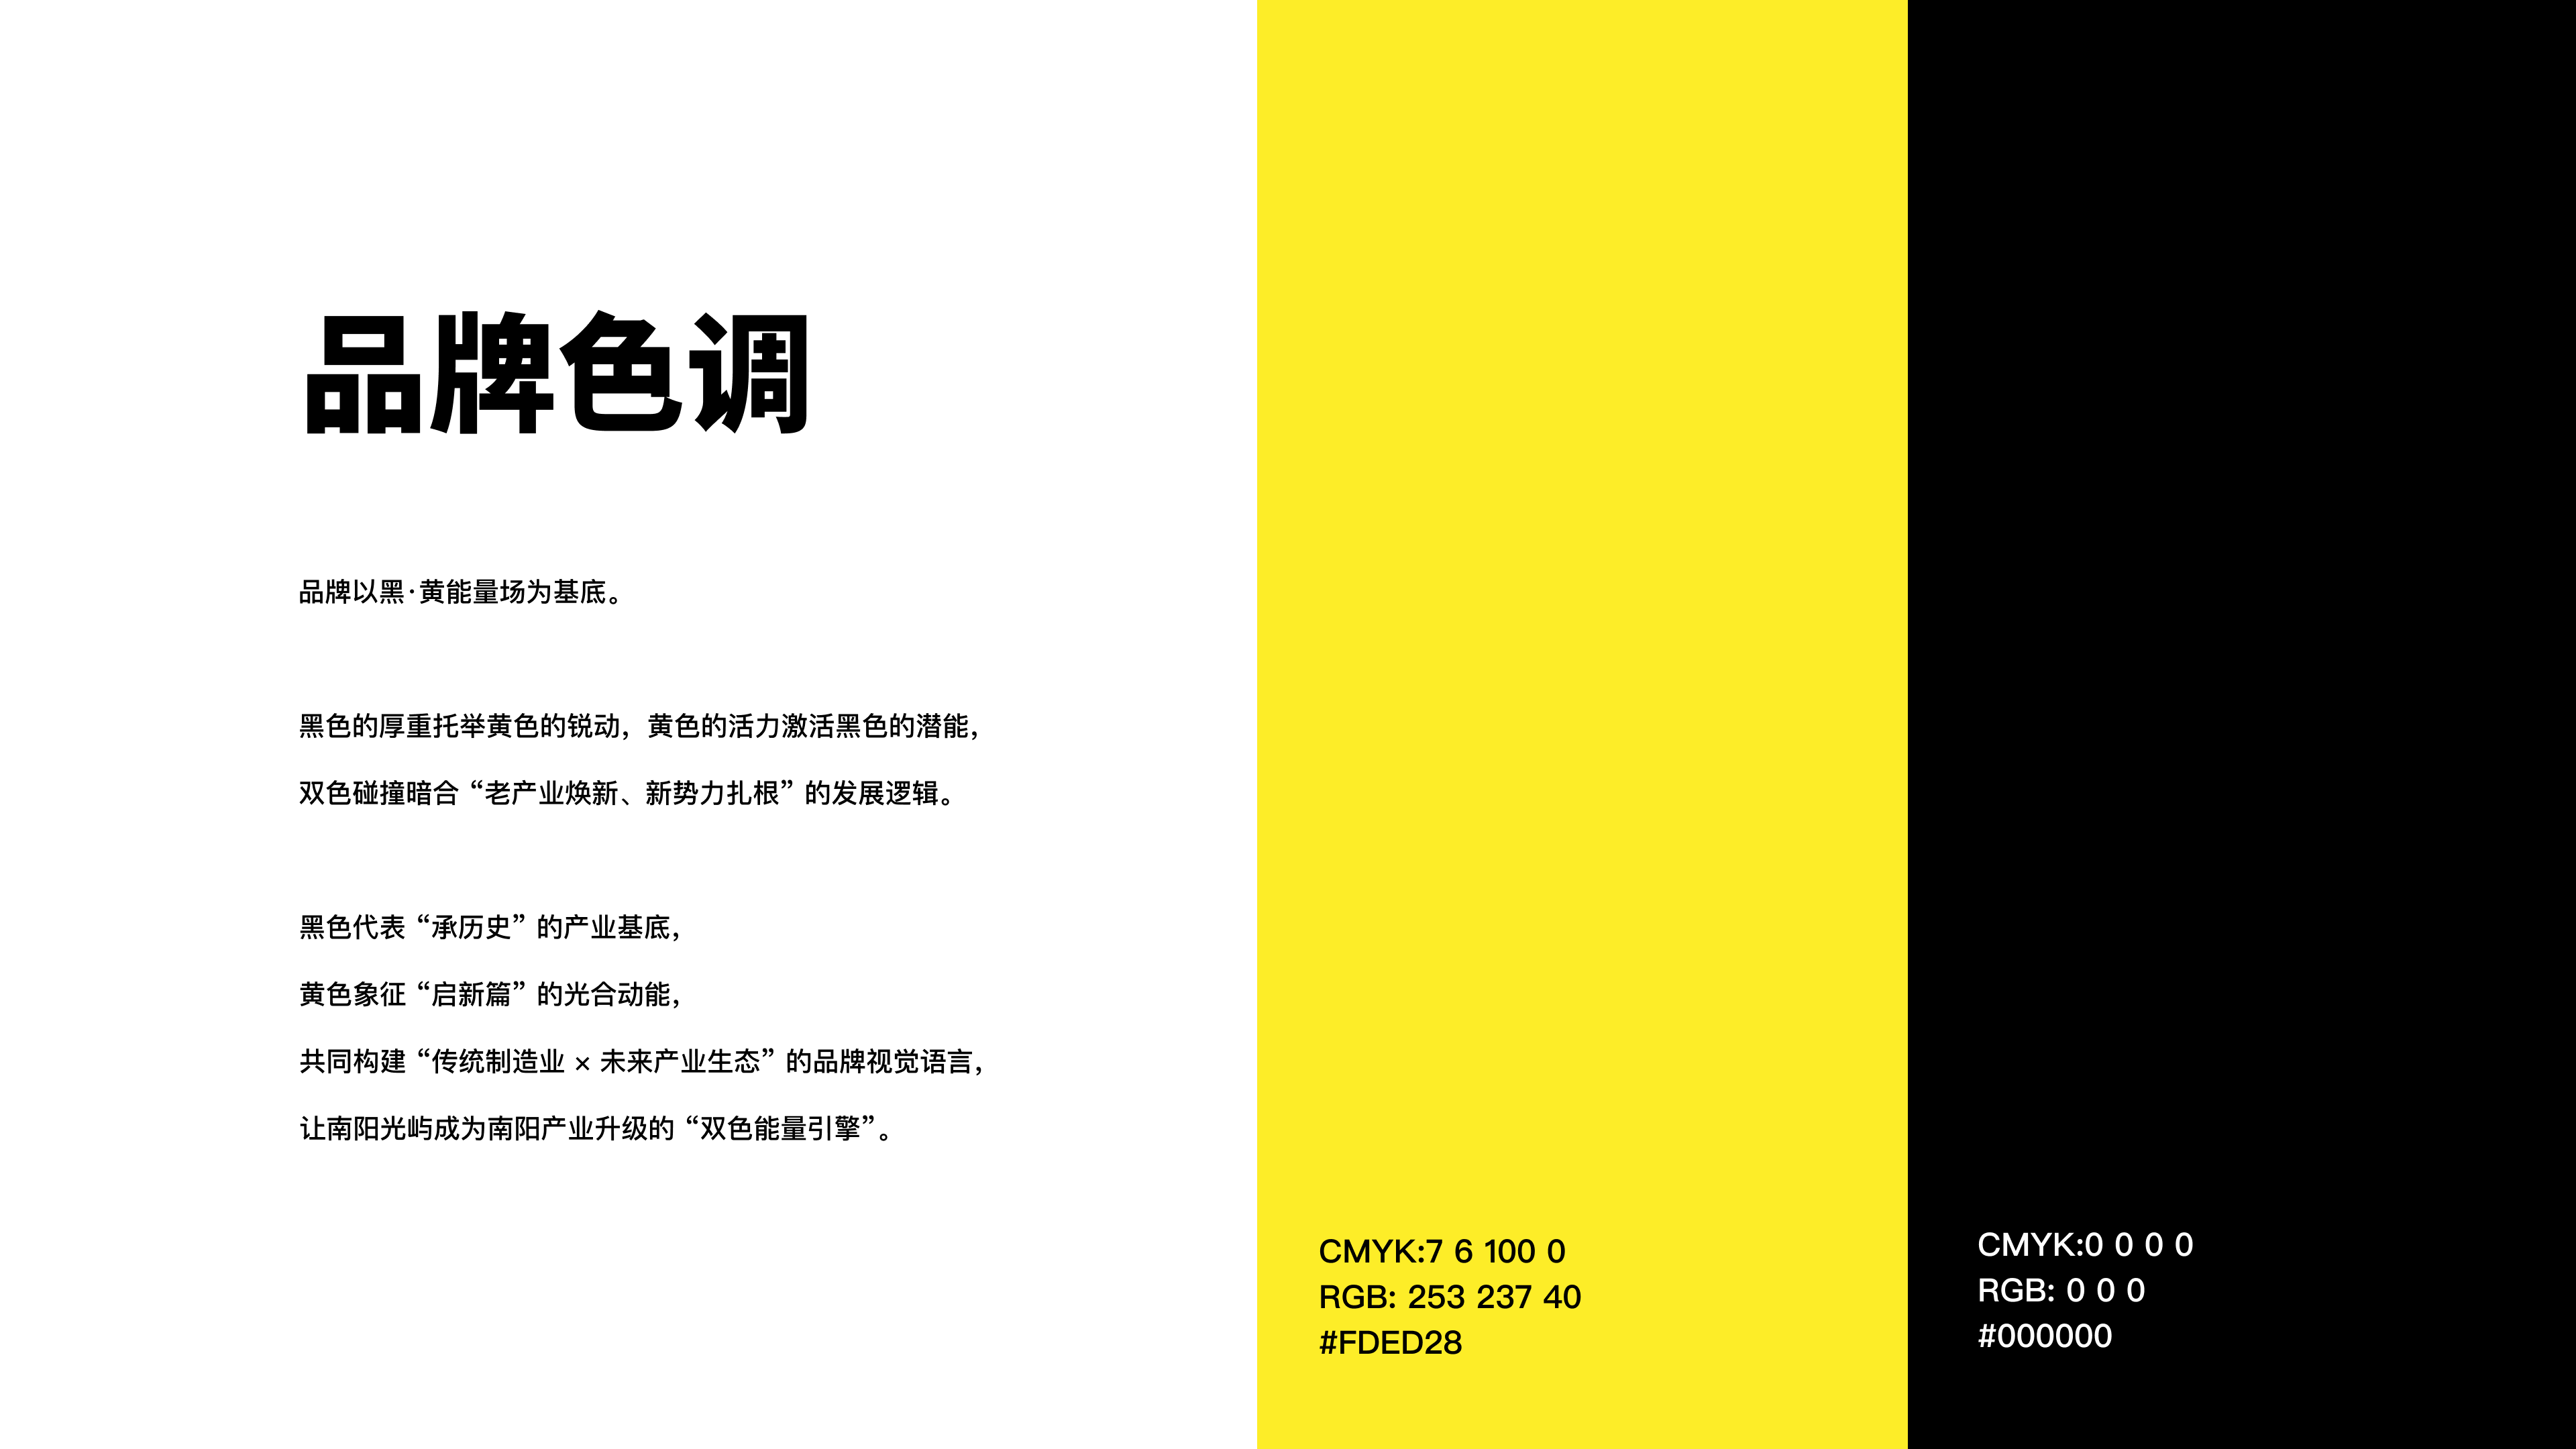 品牌色调
品牌以黑·黄能量场为基底。
黑色的厚重托举黄色的锐动，黄色的活力激活黑色的潜能，
双色碰撞暗合“老产业焕新、新势力扎根”的发展逻辑。
黑色代表“承历史”的产业基底，
黄色象征“启新篇”的光合动能，
共同构建“传统制造业 × 未来产业生态”的品牌视觉语言，
让南阳光屿成为南阳产业升级的“双色能量引擎”。
CMYK:7 6 100 0
RGB: 253 237 40
#FDED28
CMYK:0 0 0 0
RGB: 0 0 0
#000000